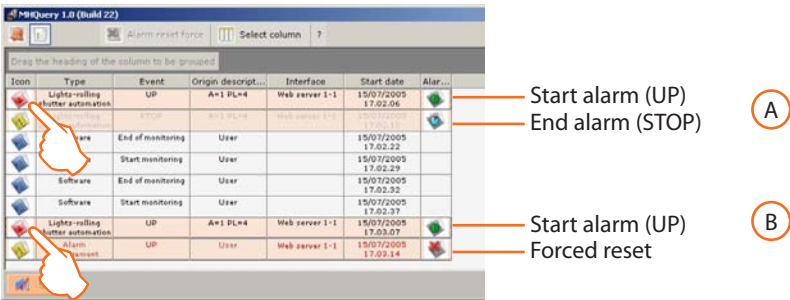 MHQuery 1.0 (Build 22)
Alarm reset force Select column ?
Drag the heading of the column to be grouped
Icon Type Event Origin descript... Interface Start date Alar...
Lights-rolling shutter automation UP A=1 PL=4 Web server 1-1 15/07/2005 17.02.06
STOP A=1 PL=4 Web server 1-1 15/07/2005
End of monitoring User 15/07/2005 17.02.22
Start monitoring User 15/07/2005 17.02.29
Software End of monitoring User 15/07/2005 17.02.32
Software Start monitoring User 15/07/2005 17.02.37
Lights-rolling shutter automation UP A=1 PL=4 Web server 1-1 15/07/2005 17.03.07
Alarm UP User Web server 1-1 15/07/2005 17.03.14
Start alarm (UP)
End alarm (STOP)
A
Start alarm (UP)
Forced reset
B